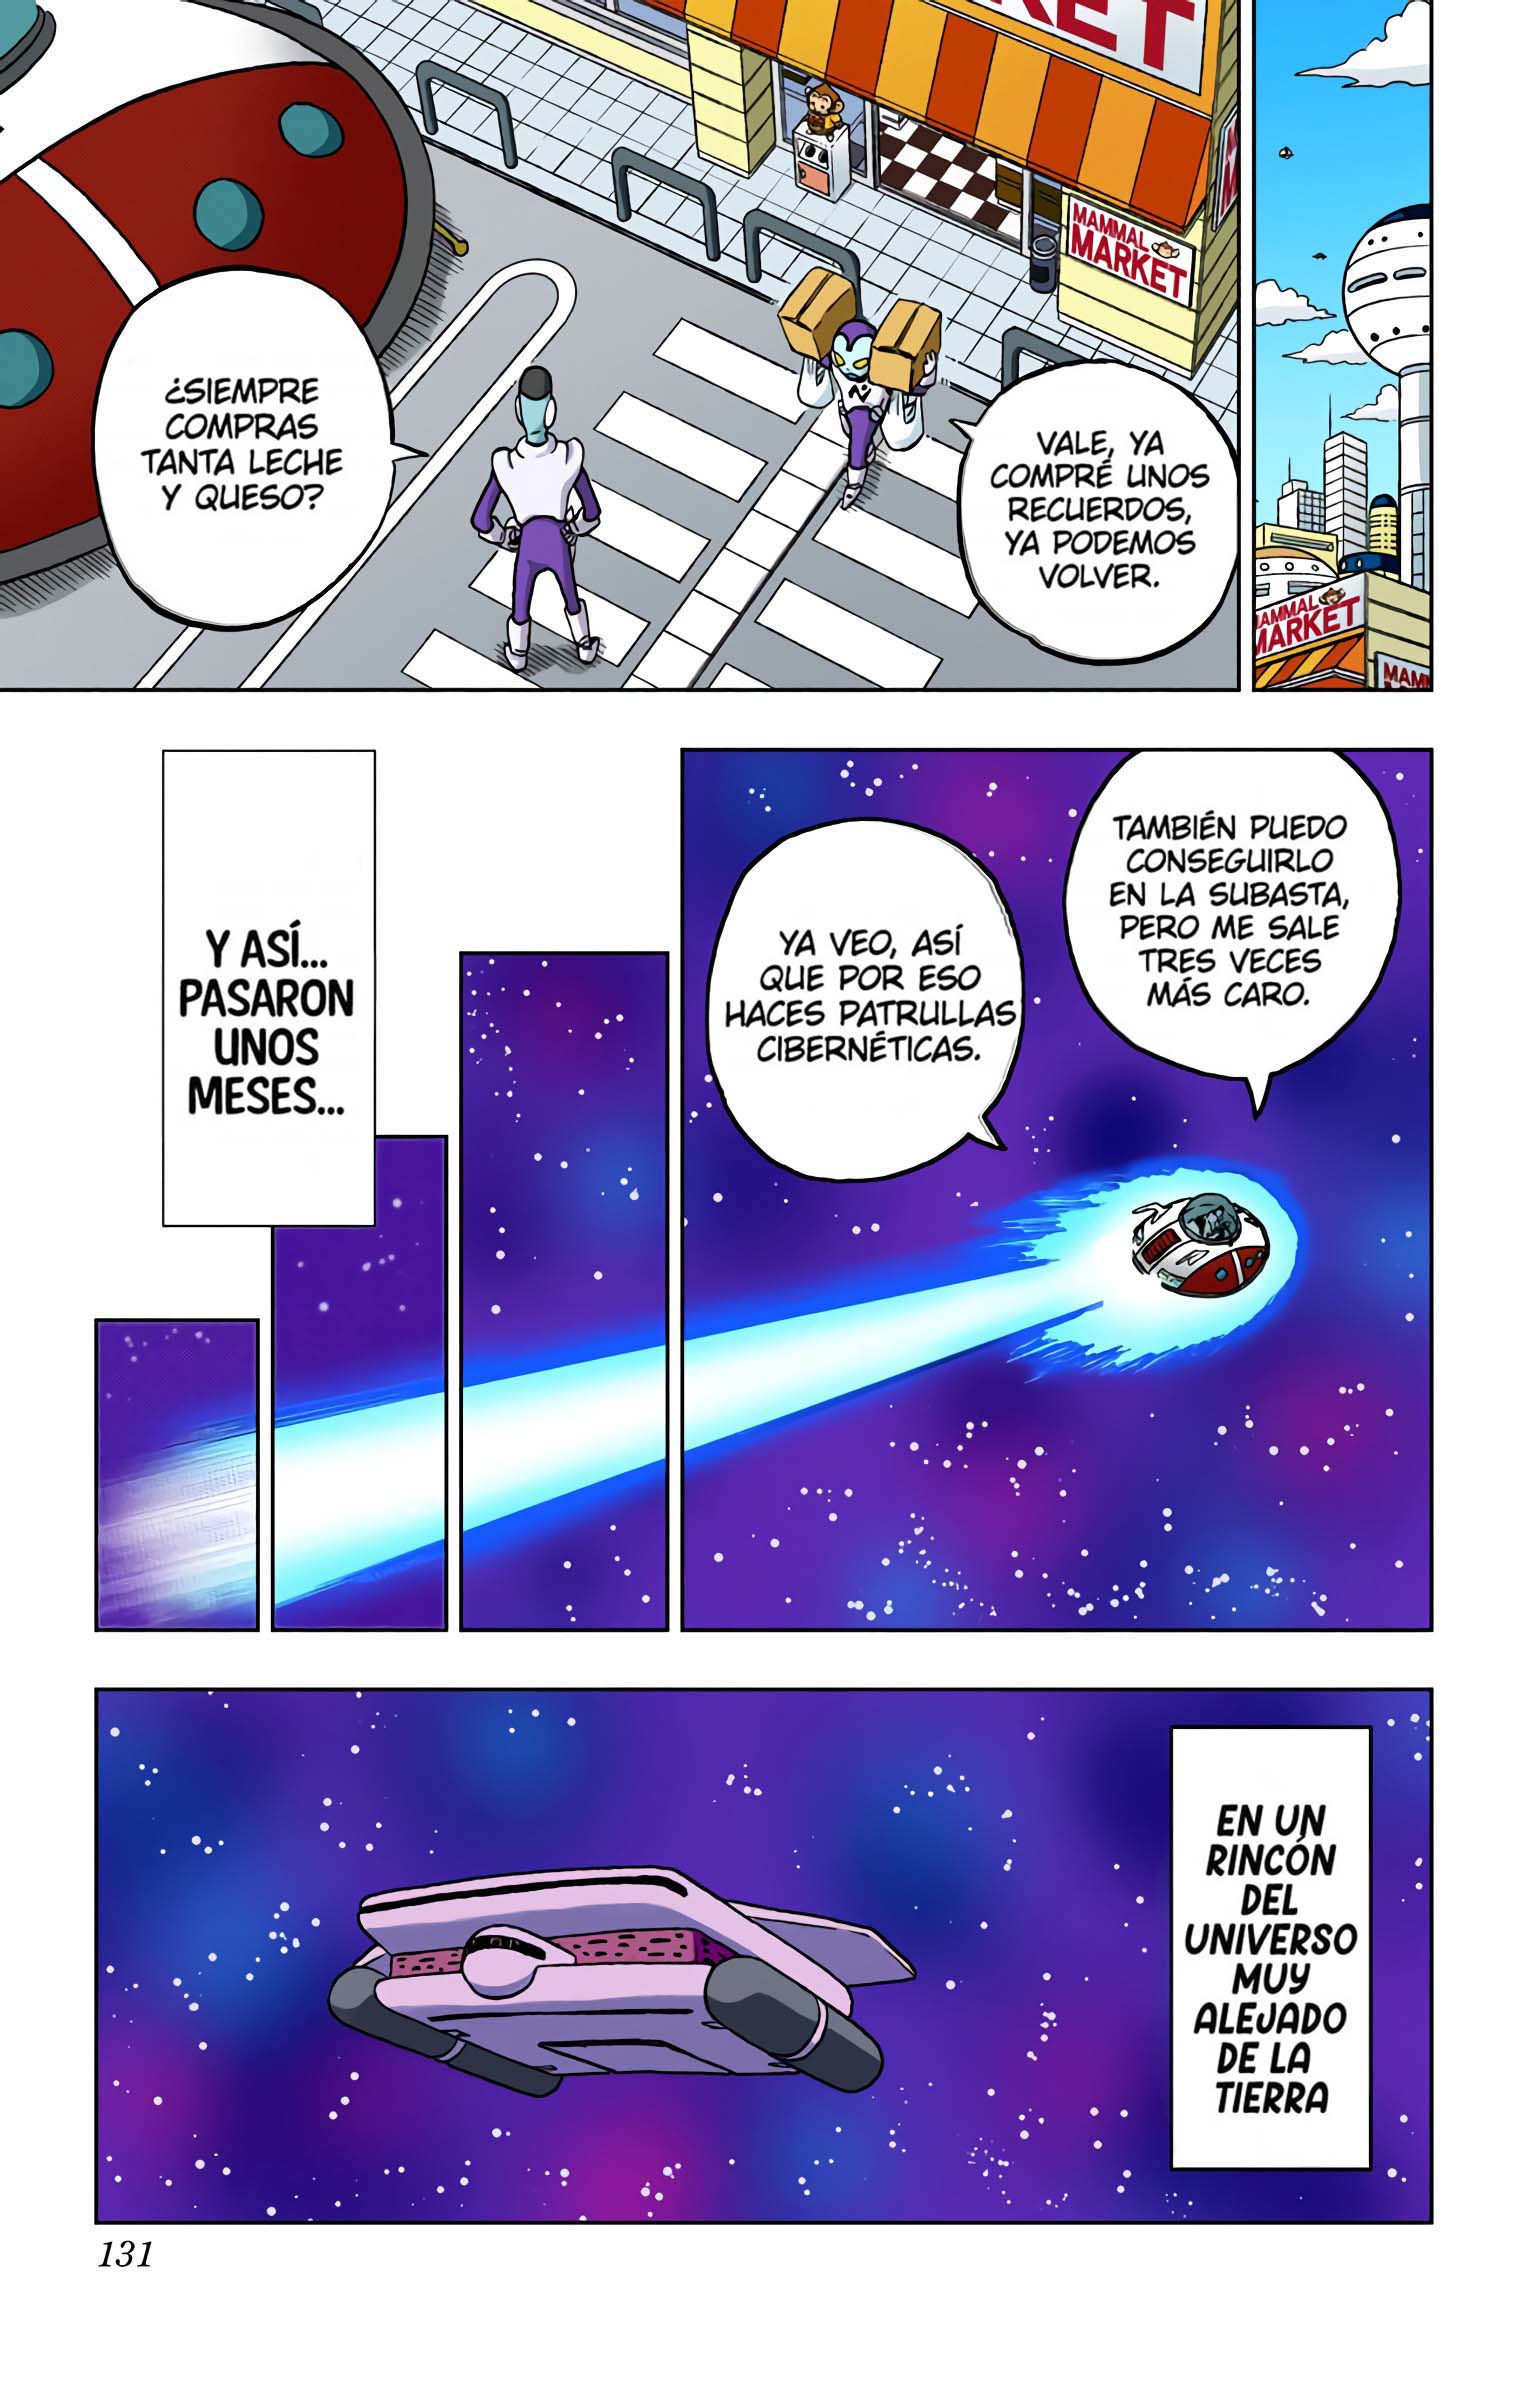 MAMMAL
MARKET
MAM
KET
MAMMAL
MARKET
VALE, YA
COMPRÉ UNOS
RECUERDOS,
YA PODEMOS
VOLVER.
¿SIEMPRE
COMPRAS
TANTA LECHE
Y QUESO?
TAMBIÉN PUEDO
CONSEGUIRLO
EN LA SUBASTA,
PERO ME SALE
TRES VECES
MÁS CARO.
YA VEO, ASÍ
QUE POR ESO
HACES PATRULLAS
CIBERNÉTICAS.
Y ASÍ...
PASARON
UNOS
MESES...
EN UN
RINCÓN
DEL
UNIVERSO
MUY
ALEJADO
DE LA
TIERRA
131